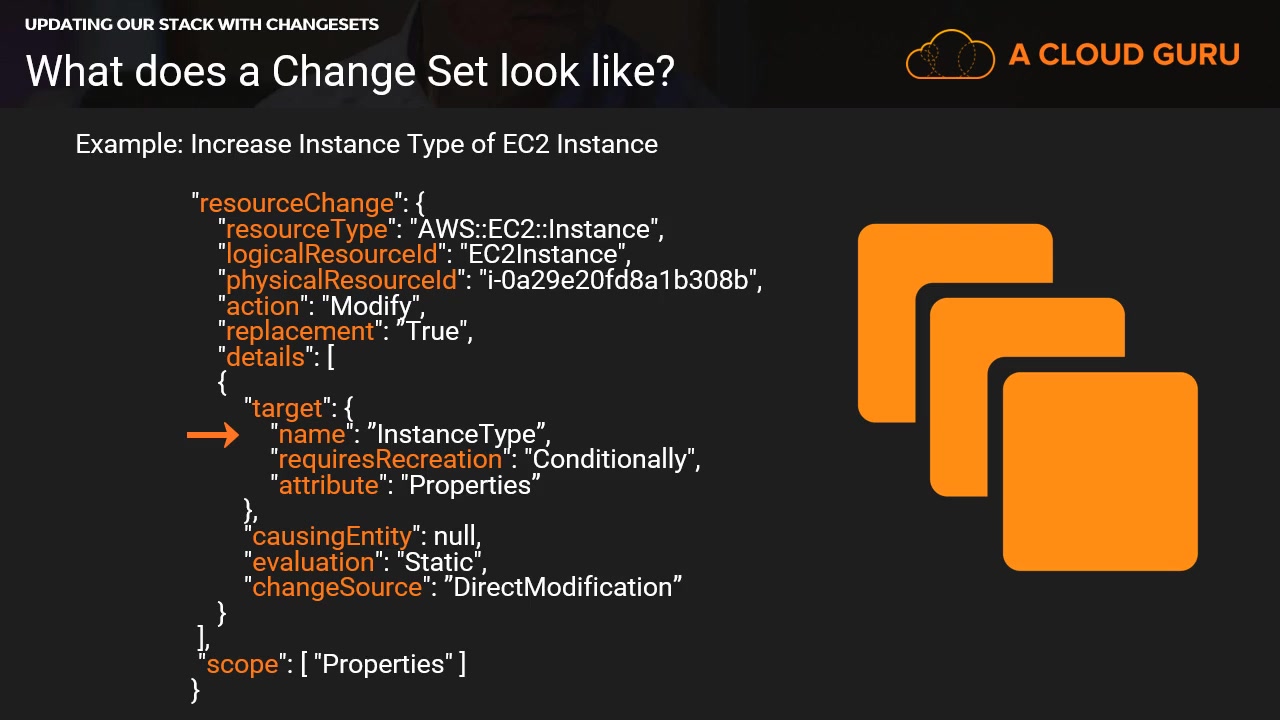 UPDATING OUR STACK WITH CHANGESETS
What does a Change Set look like?
A CLOUD GURU
Example: Increase Instance Type of EC2 Instance
"resourceChange": {
"resourceType": "AWS::EC2::Instance",
"logicalResourceId": "EC2Instance",
"physicalResourceId": "i-0a29e20fd8a1b308b",
"action": "Modify",
"replacement": ”True",
"details": [
{
"target": {
"name": ”InstanceType”,
"requiresRecreation": "Conditionally",
"attribute": "Properties”
},
"causingEntity": null,
"evaluation": "Static",
"changeSource": ”DirectModification”
}
],
"scope": [ "Properties" ]
}